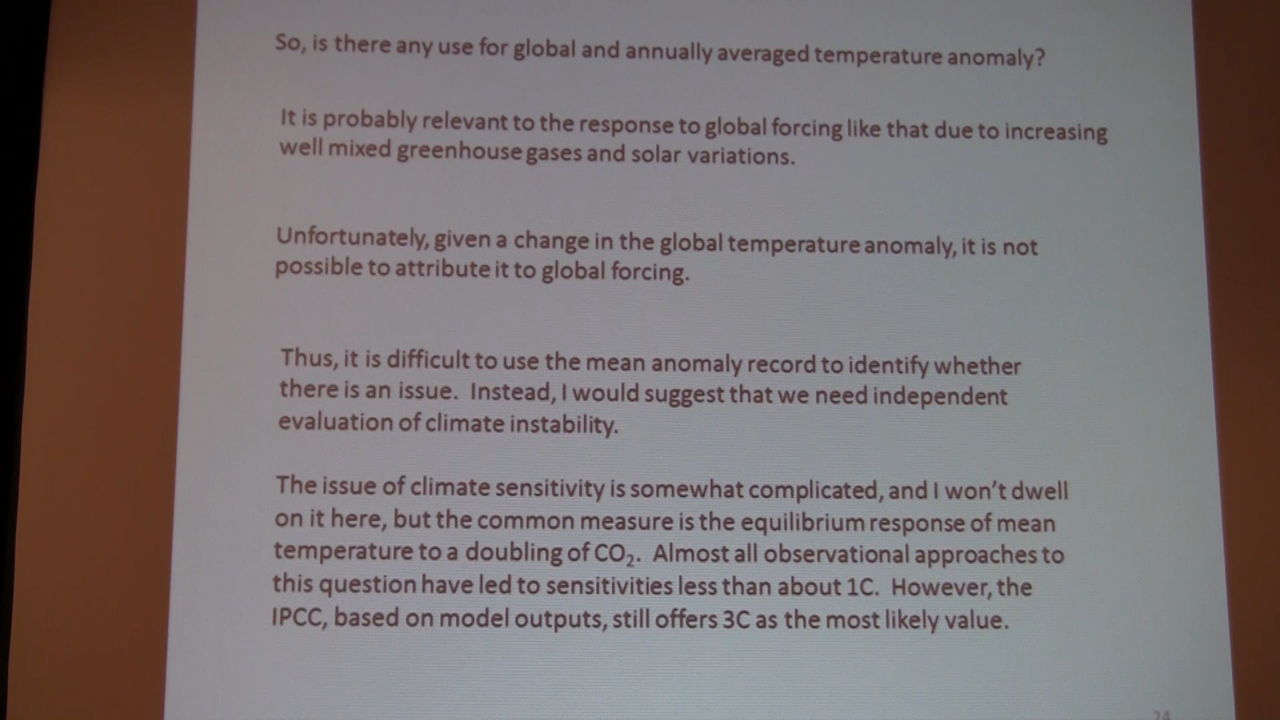 So, is there any use for global and annually averaged temperature anomaly?
It is probably relevant to the response to global forcing like that due to increasing
well mixed greenhouse gases and solar variations.
Unfortunately, given a change in the global temperature anomaly, it is not
possible to attribute it to global forcing.
Thus, it is difficult to use the mean anomaly record to identify whether
there is an issue.  Instead, I would suggest that we need independent
evaluation of climate instability.
The issue of climate sensitivity is somewhat complicated, and I won’t dwell
on it here, but the common measure is the equilibrium response of mean
temperature to a doubling of CO₂.  Almost all observational approaches to
this question have led to sensitivities less than about 1C.  However, the
IPCC, based on model outputs, still offers 3C as the most likely value.
24